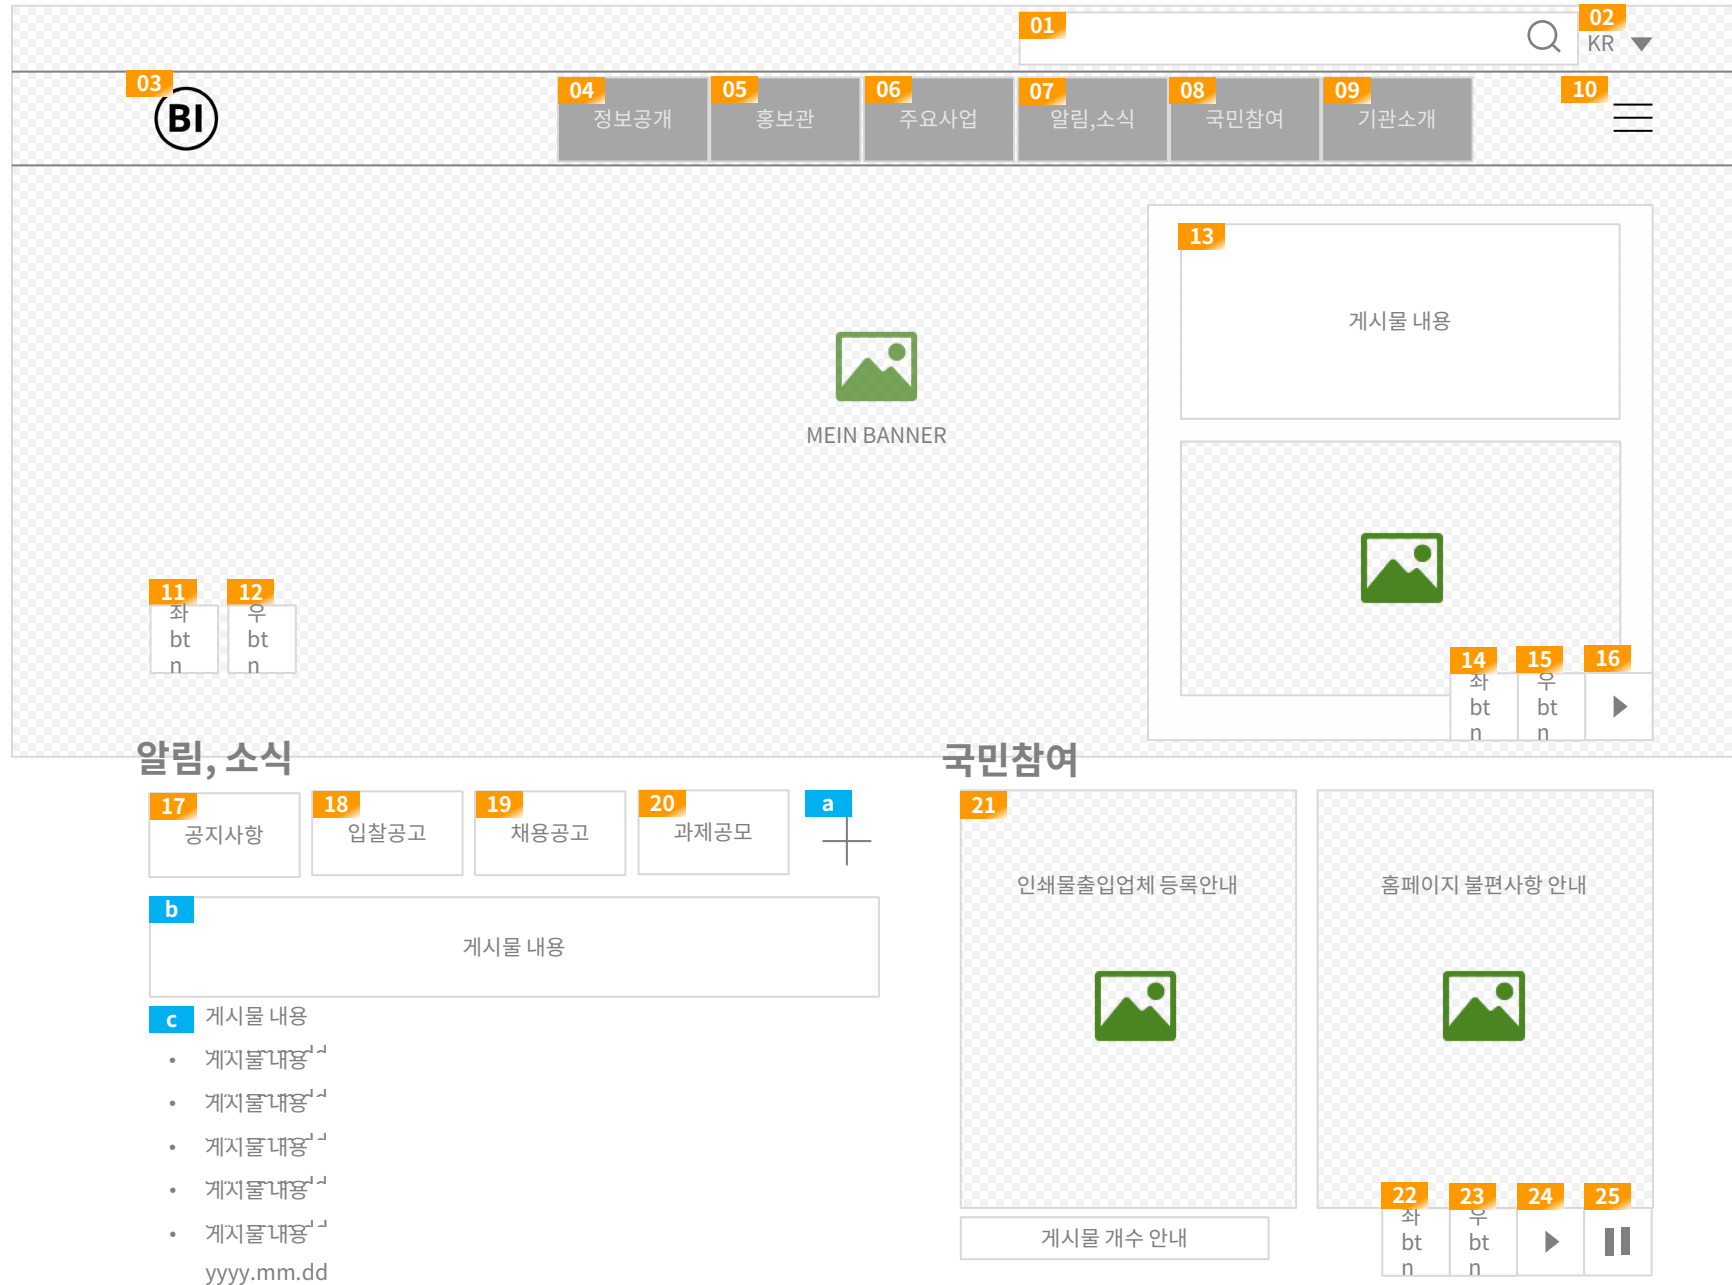 01
02
KR
03
BI
04
정보공개
05
홍보관
06
주요사업
07
알림,소식
08
국민참여
09
기관소개
10
MEIN BANNER
13
게시물 내용
11
좌
bt
n
12
우
bt
n
14
좌
bt
n
15
우
bt
n
16
알림, 소식
17
공지사항
18
입찰공고
19
채용공고
20
과제공모
a
b
게시물 내용
c 게시물 내용
• 게시물 내용
• 게시물 내용
• 게시물 내용
• 게시물 내용
• 게시물 내용
yyyy.mm.dd
국민참여
21
인쇄물출입업체 등록안내
홈페이지 불편사항 안내
게시물 개수 안내
22
좌
bt
n
23
우
bt
n
24
25